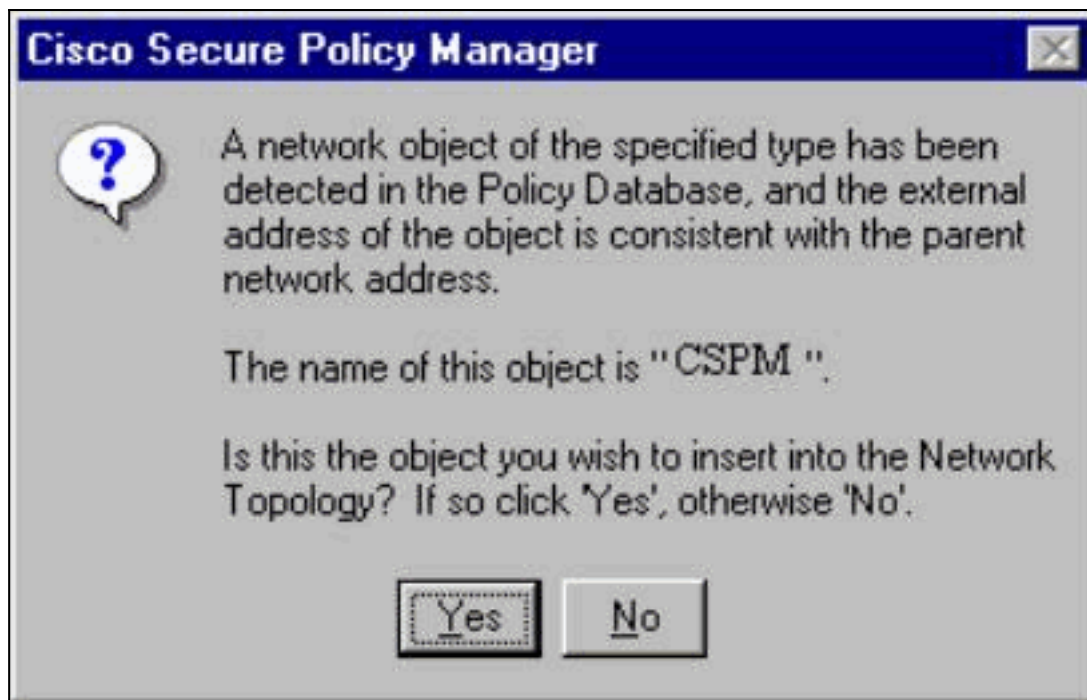 Cisco Secure Policy Manager
?
A network object of the specified type has been
detected in the Policy Database, and the external
address of the object is consistent with the parent
network address.
The name of this object is "CSPM ".
Is this the object you wish to insert into the Network
Topology? If so click 'Yes', otherwise 'No'.
Yes
No